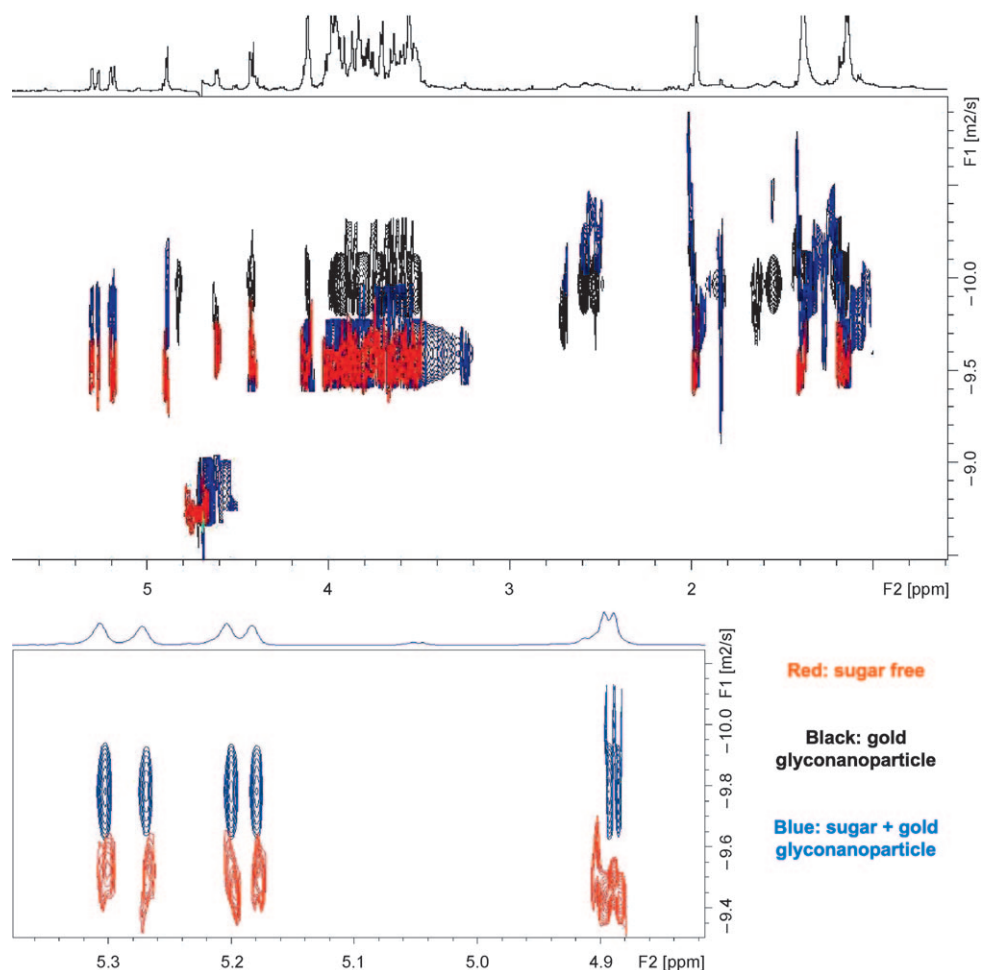 F1 [m2/s]
-10.0
-9.5
-9.0
5 4 3 2 F2 [ppm]
F1 [m2/s]
-10.0
-9.8
-9.6
-9.4
5.3 5.2 5.1 5.0 4.9 F2 [ppm]
Red: sugar free
Black: gold
glyconanoparticle
Blue: sugar + gold
glyconanoparticle